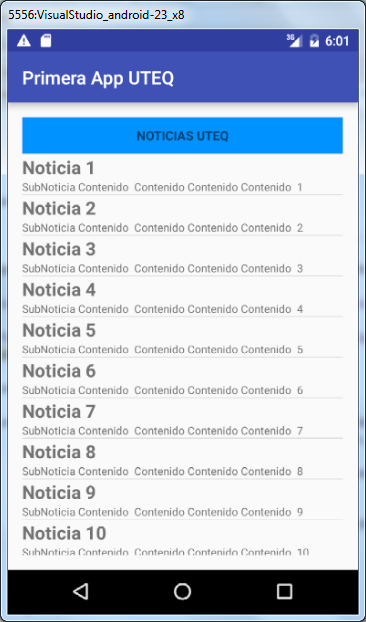 5556:VisualStudio_android-23_x8
3G 6:01
Primera App UTEQ
NOTICIAS UTEQ
Noticia 1
SubNoticia Contenido Contenido Contenido Contenido 1
Noticia 2
SubNoticia Contenido Contenido Contenido Contenido 2
Noticia 3
SubNoticia Contenido Contenido Contenido Contenido 3
Noticia 4
SubNoticia Contenido Contenido Contenido Contenido 4
Noticia 5
SubNoticia Contenido Contenido Contenido Contenido 5
Noticia 6
SubNoticia Contenido Contenido Contenido Contenido 6
Noticia 7
SubNoticia Contenido Contenido Contenido Contenido 7
Noticia 8
SubNoticia Contenido Contenido Contenido Contenido 8
Noticia 9
SubNoticia Contenido Contenido Contenido Contenido 9
Noticia 10
SubNoticia Contenido Contenido Contenido Contenido 10